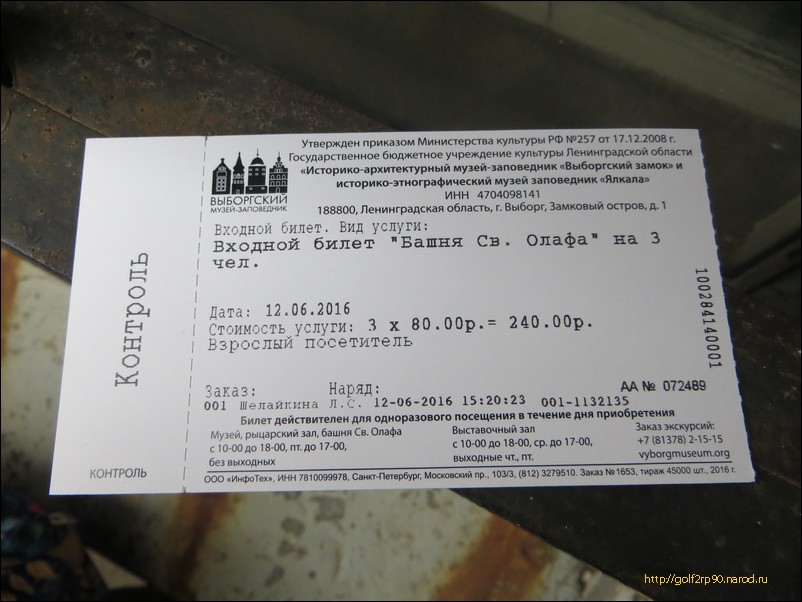 Утвержден приказом Министерства культуры РФ №257 от 17.12.2008 г.
Государственное бюджетное учреждение культуры Ленинградской области
«Историко-архитектурный музей-заповедник «Выборгский замок» и
историко-этнографический музей заповедник «Ялкала»
ИНН 4704098141
188800, Ленинградская область, г. Выборг, Замковый остров, д. 1
ВЫБОРГСКИЙ
МУЗЕЙ-ЗАПОВЕДНИК
Входной билет. Вид услуги:
Входной билет "Башня Св. Олафа" на 3
чел.
Дата: 12.06.2016
Стоимость услуги: 3 х 80.00р.= 240.00р.
Взрослый посетитель
100284140001
Заказ: Наряд: АА № 072489
001 Шелайкина Л.С. 12-06-2016 15:20:23 001-1132135
Билет действителен для одноразового посещения в течение дня приобретения
Музей, рыцарский зал, башня Св. Олафа
с 10-00 до 18-00, пт. до 17-00,
без выходных
Выставочный зал
с 10-00 до 18-00, ср. до 17-00,
выходные чт., пт.
Заказ экскурсий:
+7 (81378) 2-15-15
vyborgmuseum.org
ООО «ИнфоТех», ИНН 7810099978, Санкт-Петербург, Московский пр., 103/3, (812) 3279510. Заказ №1653, тираж 45000 шт., 2016 г.
Контроль
КОНТРОЛЬ
http://golf2rp90.narod.ru